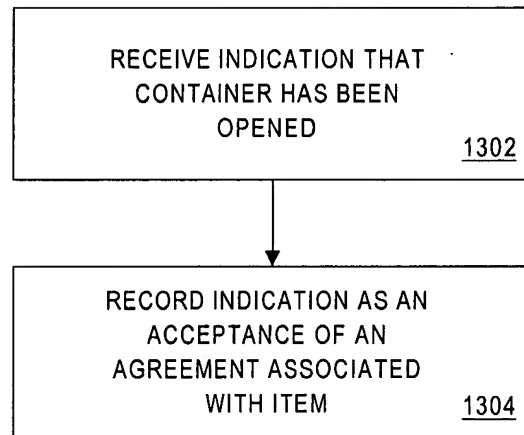 RECEIVE INDICATION THAT
CONTAINER HAS BEEN
OPENED
1302
RECORD INDICATION AS AN
ACCEPTANCE OF AN
AGREEMENT ASSOCIATED
WITH ITEM
1304